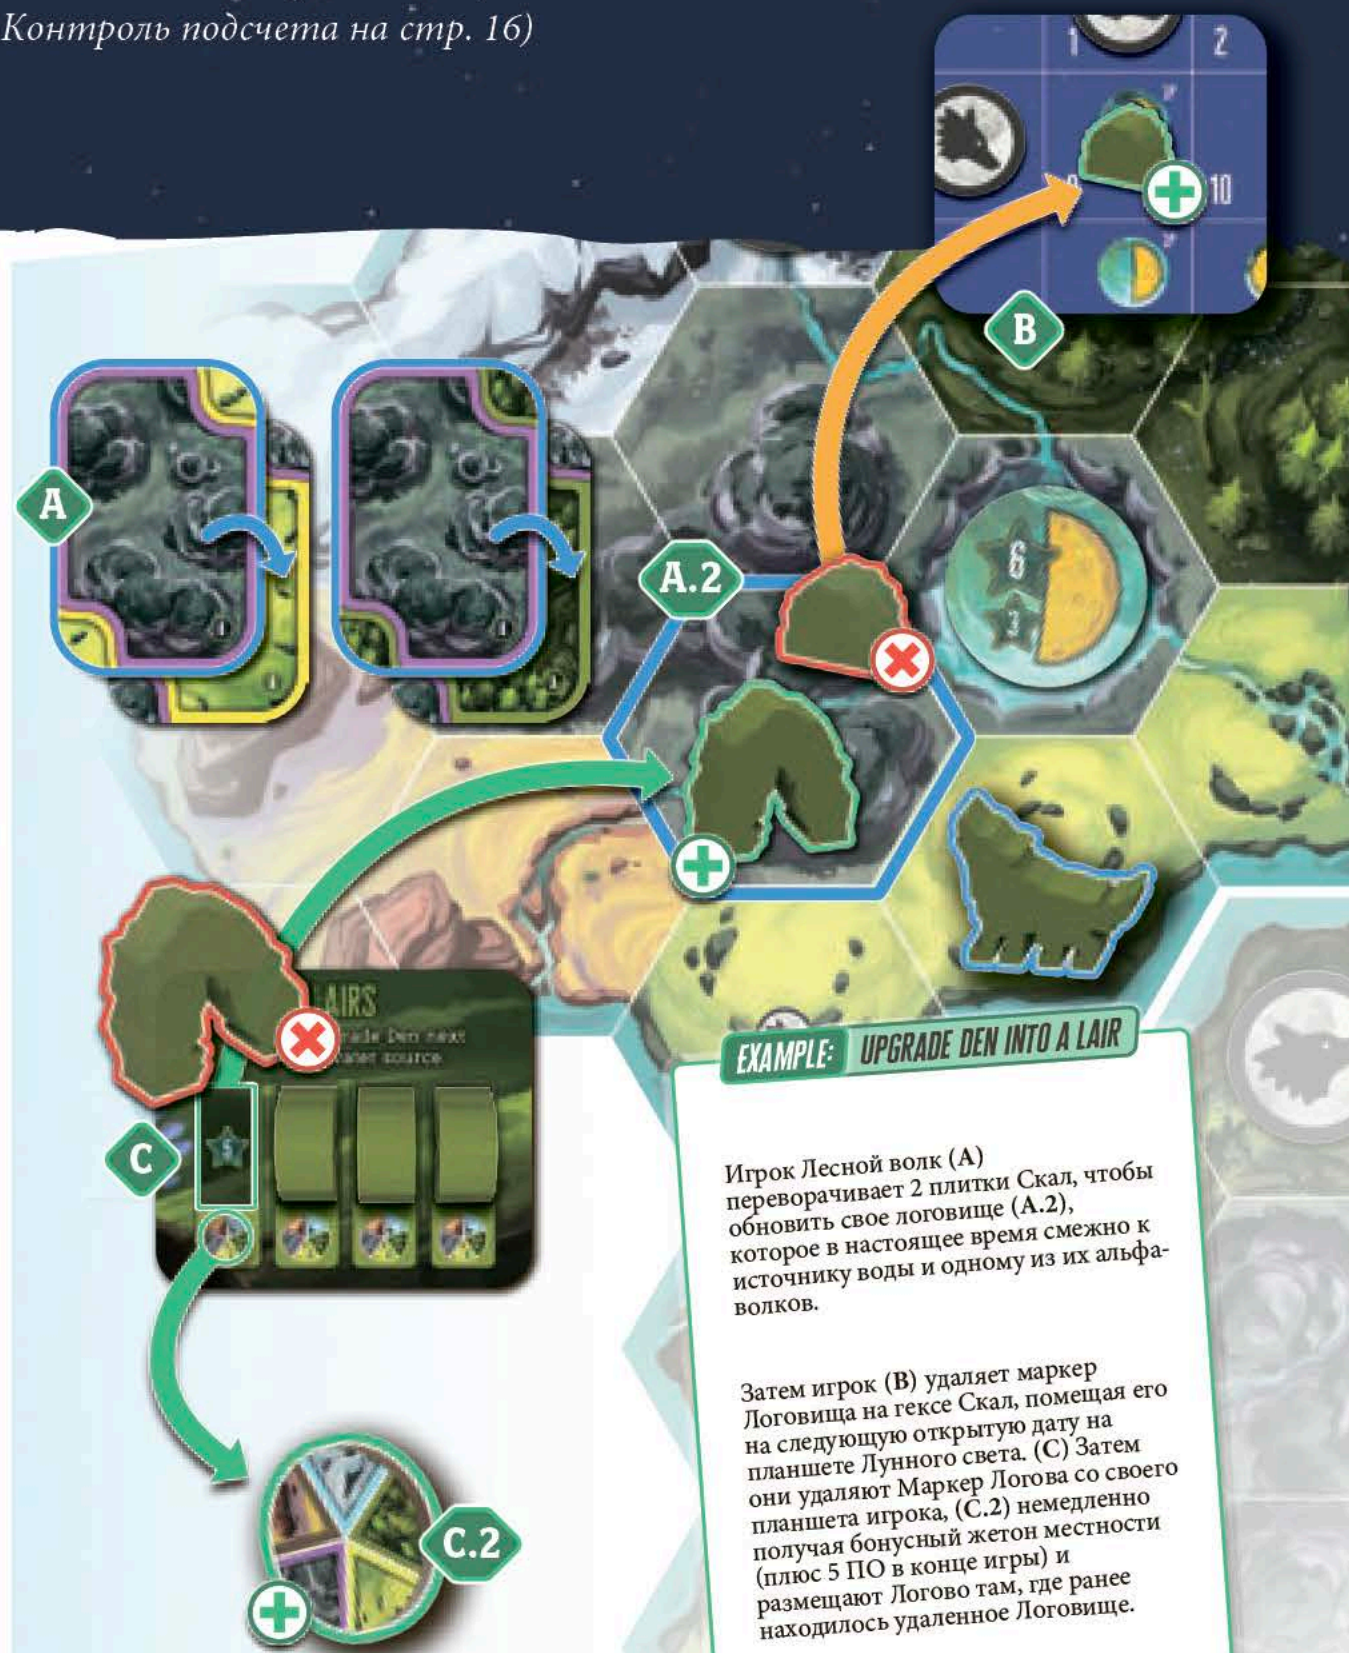 Контроль подсчета на стр. 16)
1
2
10
B
A
A.2
6
3
LAIRS
source
C
5
C.2
EXAMPLE: UPGRADE DEN INTO A LAIR
Игрок Лесной волк (А)
переворачивает 2 плитки Скал, чтобы
обновить свое логовище (А.2),
которое в настоящее время смежно к
источнику воды и одному из их альфа-
волков.
Затем игрок (В) удаляет маркер
Логовища на гексе Скал, помещая его
на следующую открытую дату на
планшете Лунного света. (С) Затем
они удаляют Маркер Логова со своего
планшета игрока, (С.2) немедленно
получая бонусный жетон местности
(плюс 5 ПО в конце игры) и
размещают Логово там, где ранее
находилось удаленное Логовище.